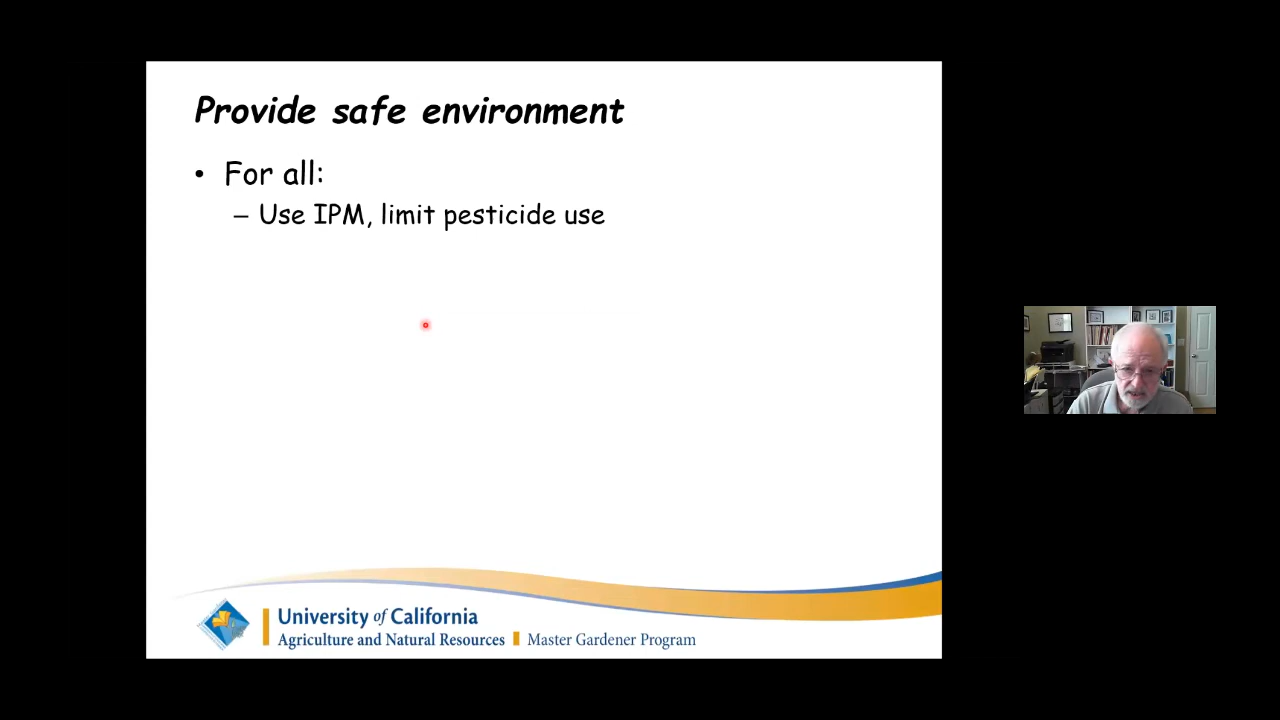 Provide safe environment
• For all:
– Use IPM, limit pesticide use
University of California
Agriculture and Natural Resources Master Gardener Program